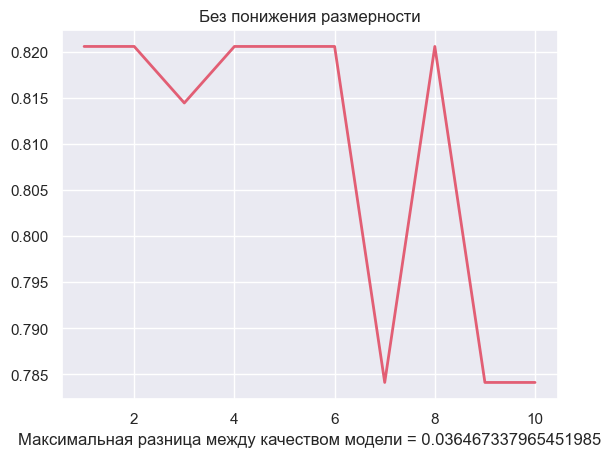 Без понижения размерности
0.820
0.815
0.810
0.805
0.800
0.795
0.790
0.785
2 4 6 8 10
Максимальная разница между качеством модели = 0.036467337965451985